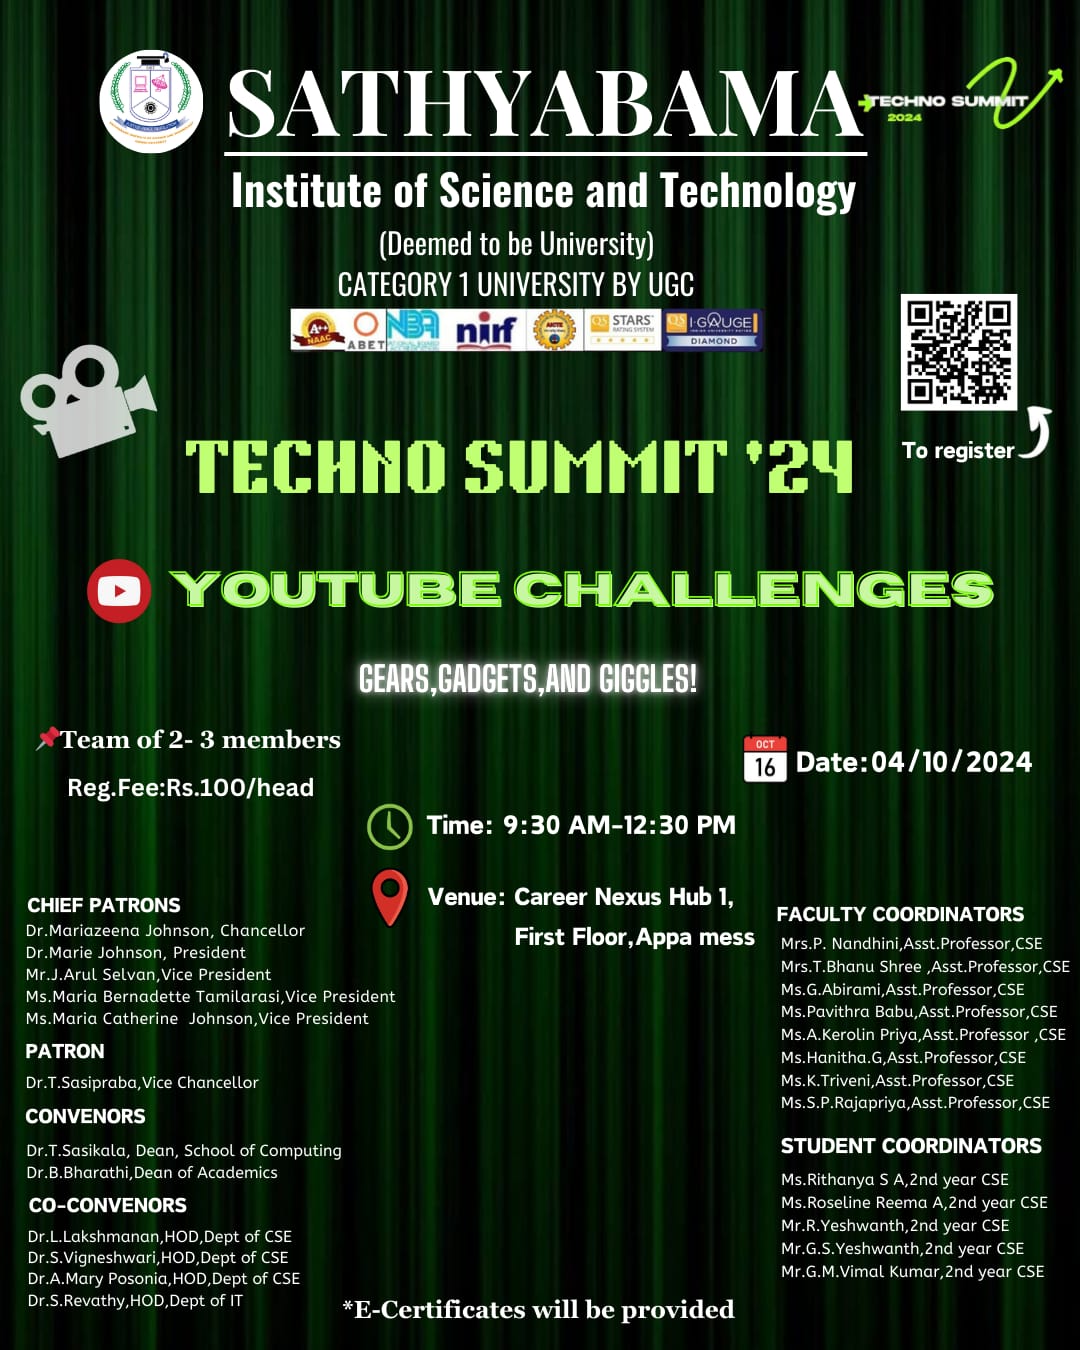 SATHYABAMA
TECHNO SUMMIT
2024
Institute of Science and Technology
(Deemed to be University)
CATEGORY 1 UNIVERSITY BY UGC
A++
NAAC
ABET
NBA
nirf
AICTE
QS STARS
RATING SYSTEM
QS I·GAUGE
DIAMOND
To register
TECHNO SUMMIT '24
YOUTUBE CHALLENGES
GEARS,GADGETS,AND GIGGLES!
Team of 2- 3 members
Reg.Fee:Rs.100/head
OCT
16
Date:04/10/2024
Time: 9:30 AM-12:30 PM
Venue: Career Nexus Hub 1,
First Floor,Appa mess
CHIEF PATRONS
Dr.Mariazeena Johnson, Chancellor
Dr.Marie Johnson, President
Mr.J.Arul Selvan,Vice President
Ms.Maria Bernadette Tamilarasi,Vice President
Ms.Maria Catherine Johnson,Vice President
PATRON
Dr.T.Sasipraba,Vice Chancellor
CONVENORS
Dr.T.Sasikala, Dean, School of Computing
Dr.B.Bharathi,Dean of Academics
CO-CONVENORS
Dr.L.Lakshmanan,HOD,Dept of CSE
Dr.S.Vigneshwari,HOD,Dept of CSE
Dr.A.Mary Posonia,HOD,Dept of CSE
Dr.S.Revathy,HOD,Dept of IT
FACULTY COORDINATORS
Mrs.P. Nandhini,Asst.Professor,CSE
Mrs.T.Bhanu Shree ,Asst.Professor,CSE
Ms.G.Abirami,Asst.Professor,CSE
Ms.Pavithra Babu,Asst.Professor,CSE
Ms.A.Kerolin Priya,Asst.Professor ,CSE
Ms.Hanitha.G,Asst.Professor,CSE
Ms.K.Triveni,Asst.Professor,CSE
Ms.S.P.Rajapriya,Asst.Professor,CSE
STUDENT COORDINATORS
Ms.Rithanya S A,2nd year CSE
Ms.Roseline Reema A,2nd year CSE
Mr.R.Yeshwanth,2nd year CSE
Mr.G.S.Yeshwanth,2nd year CSE
Mr.G.M.Vimal Kumar,2nd year CSE
*E-Certificates will be provided